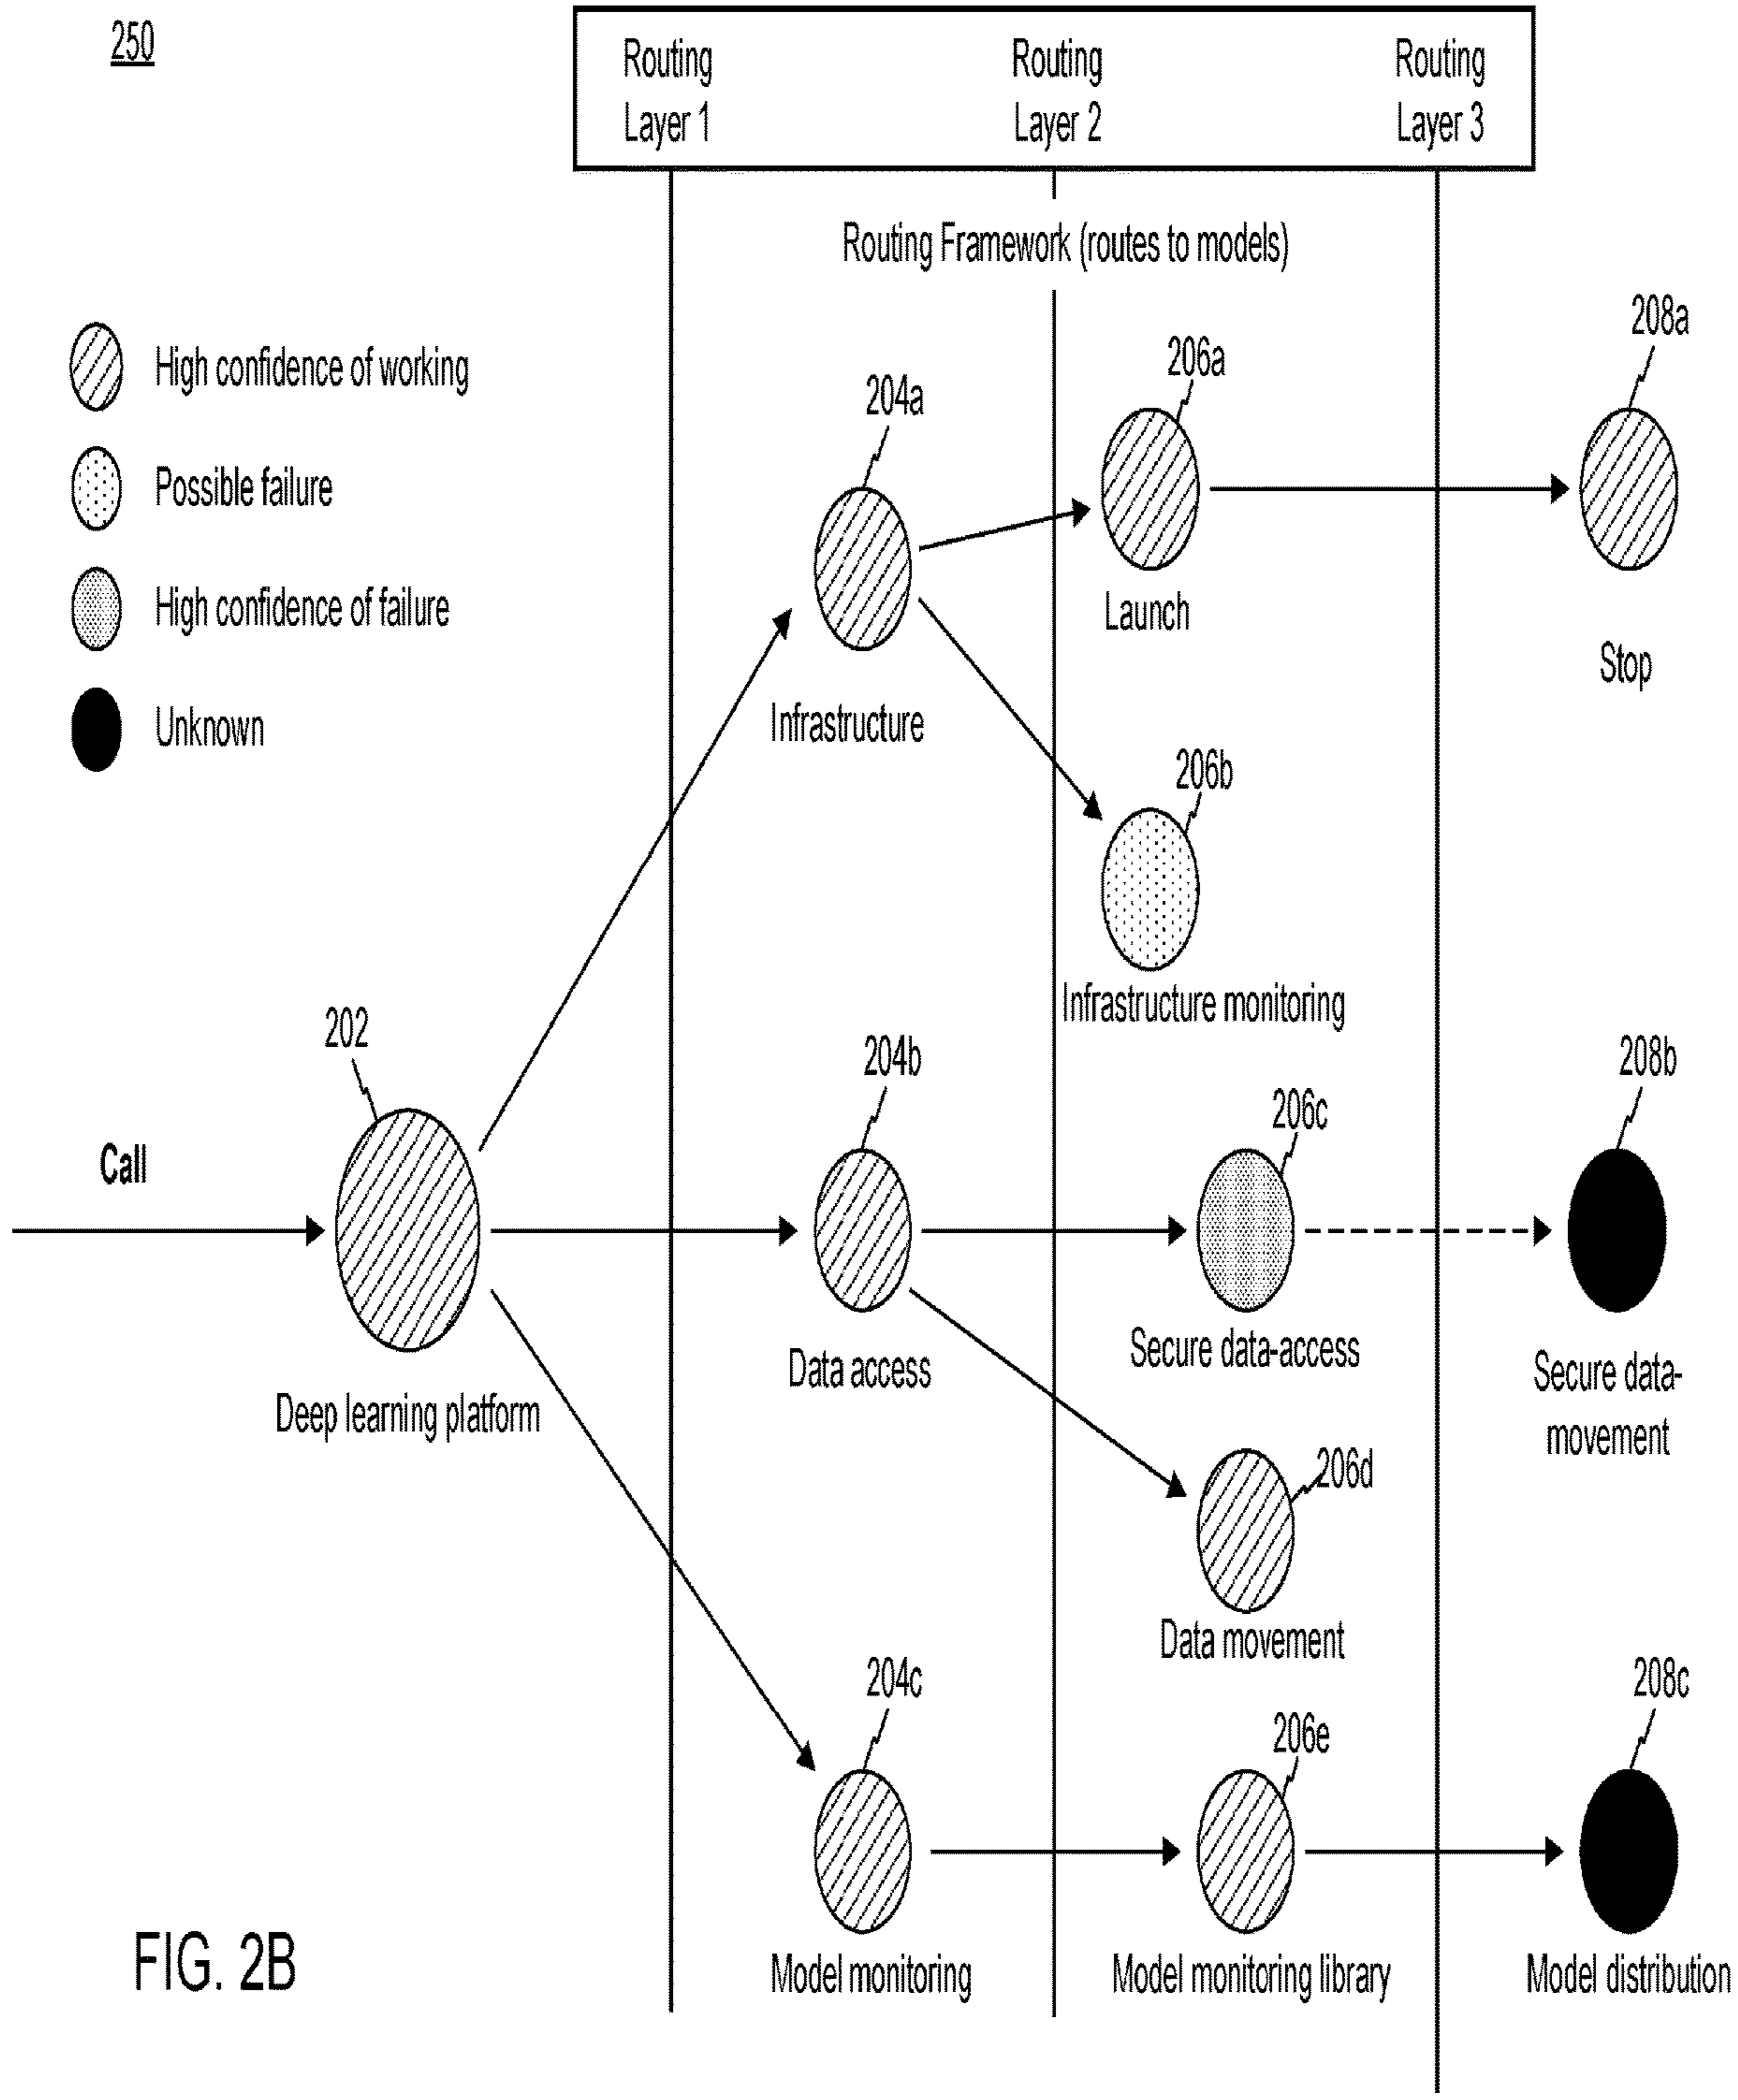 250
Routing Layer 1
Routing Layer 2
Routing Layer 3
Routing Framework (routes to models)
High confidence of working
Possible failure
High confidence of failure
Unknown
204a
Infrastructure
206a
Launch
208a
Stop
206b
Infrastructure monitoring
Call
202
Deep learning platform
204b
Data access
206c
Secure data-access
208b
Secure data-
movement
206d
Data movement
204c
Model monitoring
206e
Model monitoring library
208c
Model distribution
FIG. 2B